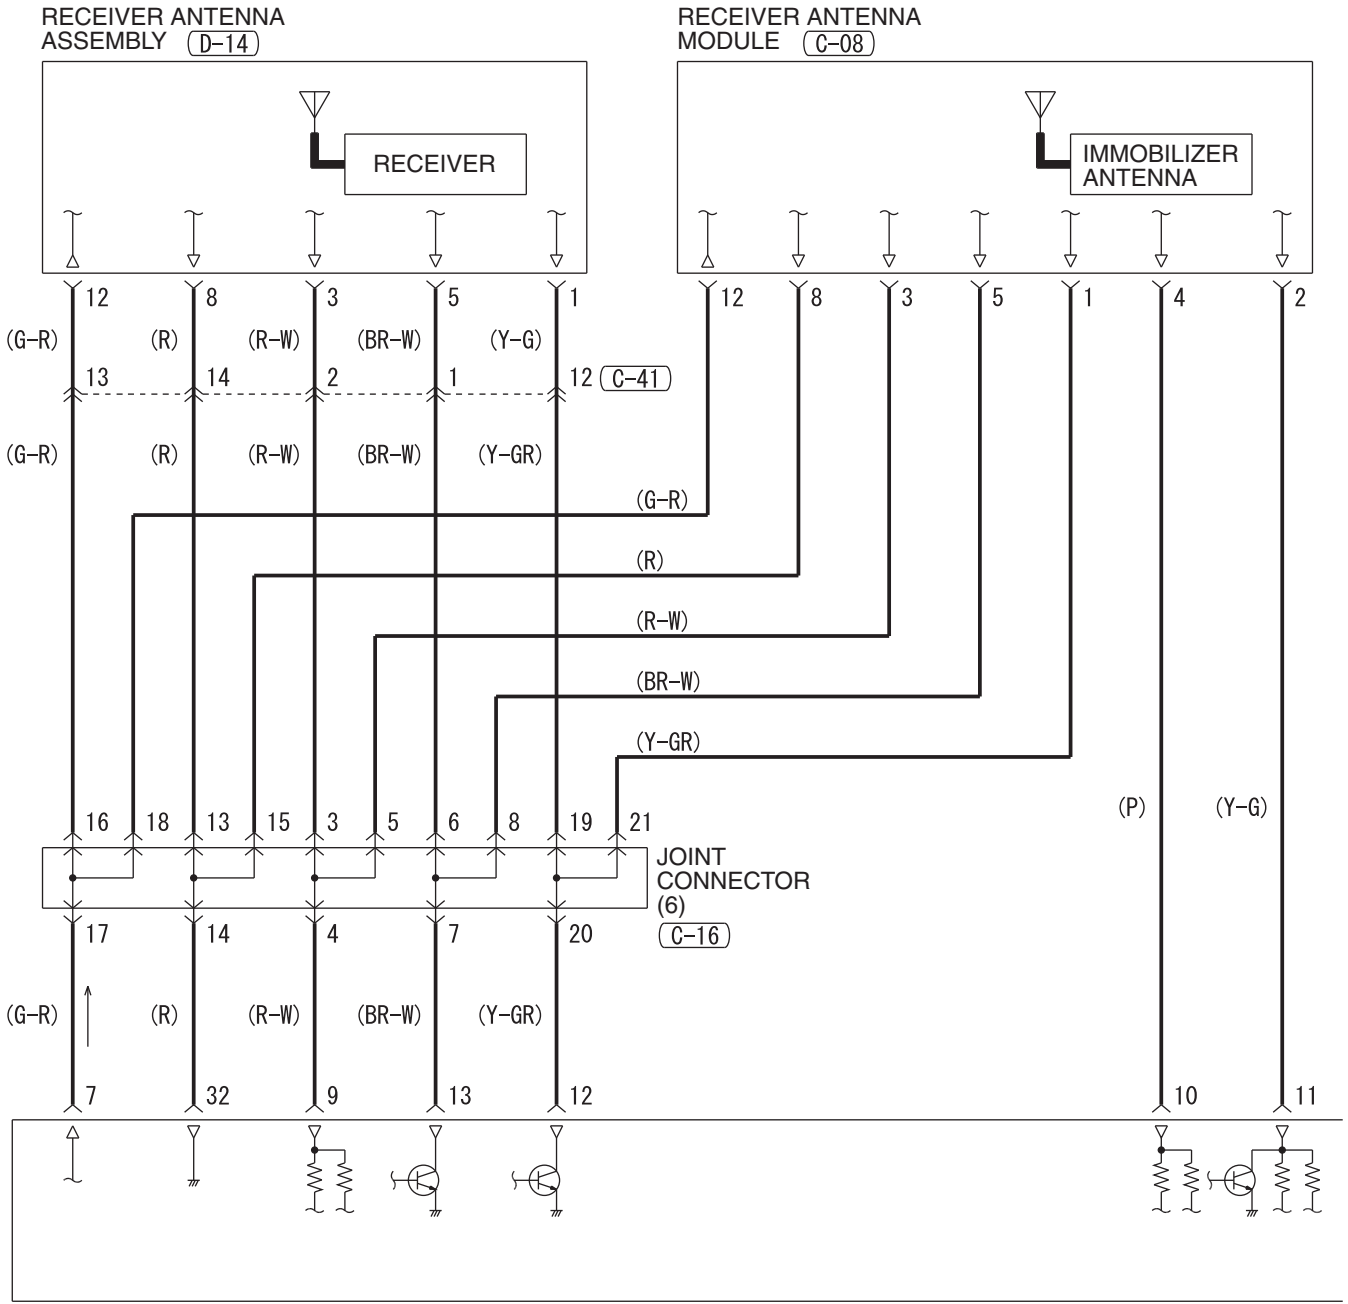 RECEIVER ANTENNA
ASSEMBLY D-14
RECEIVER ANTENNA
MODULE C-08
RECEIVER
IMMOBILIZER
ANTENNA
12 8 3 5 1 12 8 3 5 1 4 2
(G-R) (R) (R-W) (BR-W) (Y-G)
13 14 2 1 12 C-41
(G-R) (R) (R-W) (BR-W) (Y-GR)
(G-R)
(R)
(R-W)
(BR-W)
(Y-GR)
(P) (Y-G)
16 18 13 15 3 5 6 8 19 21
JOINT
CONNECTOR
(6)
C-16
17 14 4 7 20
(G-R) (R) (R-W) (BR-W) (Y-GR)
7 32 9 13 12 10 11